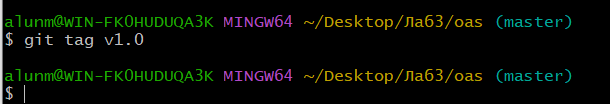 alunm@WIN-FK0HUDUQA3K MINGW64 ~/Desktop/Лаб3/oas (master)
$ git tag v1.0
alunm@WIN-FK0HUDUQA3K MINGW64 ~/Desktop/Лаб3/oas (master)
$